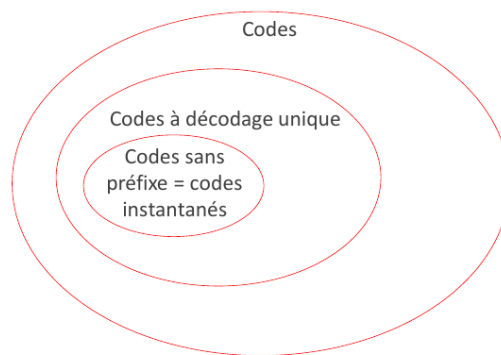 Codes
Codes à décodage unique
Codes sans
préfixe = codes
instantanés